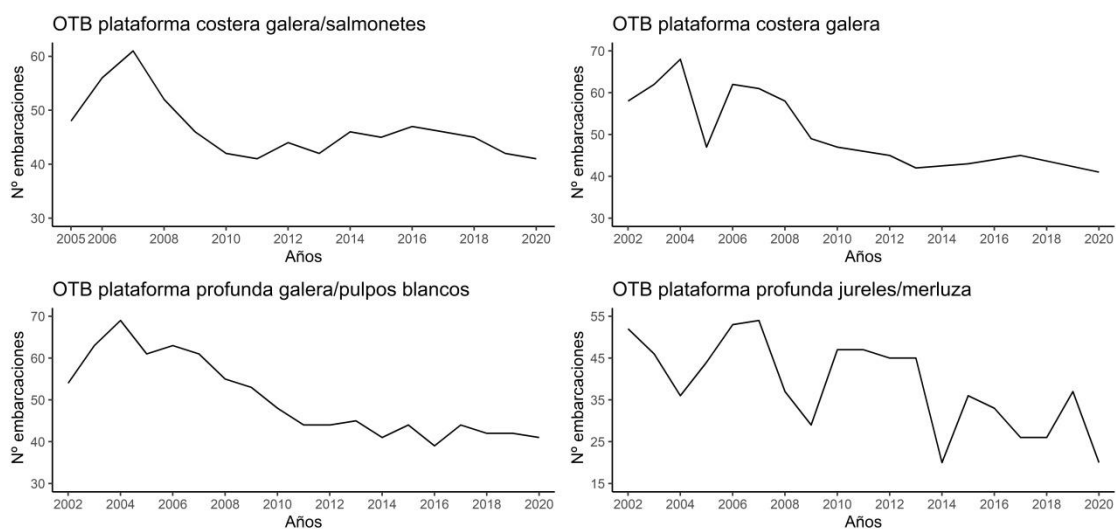 OTB plataforma costera galera/salmonetes
Nº embarcaciones
60
50
40
30
2005 2006 2008 2010 2012 2014 2016 2018 2020
Años
OTB plataforma costera galera
Nº embarcaciones
70
60
50
40
30
2002 2004 2006 2008 2010 2012 2014 2016 2018 2020
Años
OTB plataforma profunda galera/pulpos blancos
Nº embarcaciones
70
60
50
40
30
2002 2004 2006 2008 2010 2012 2014 2016 2018 2020
Años
OTB plataforma profunda jureles/merluza
Nº embarcaciones
55
45
35
25
15
2002 2004 2006 2008 2010 2012 2014 2016 2018 2020
Años